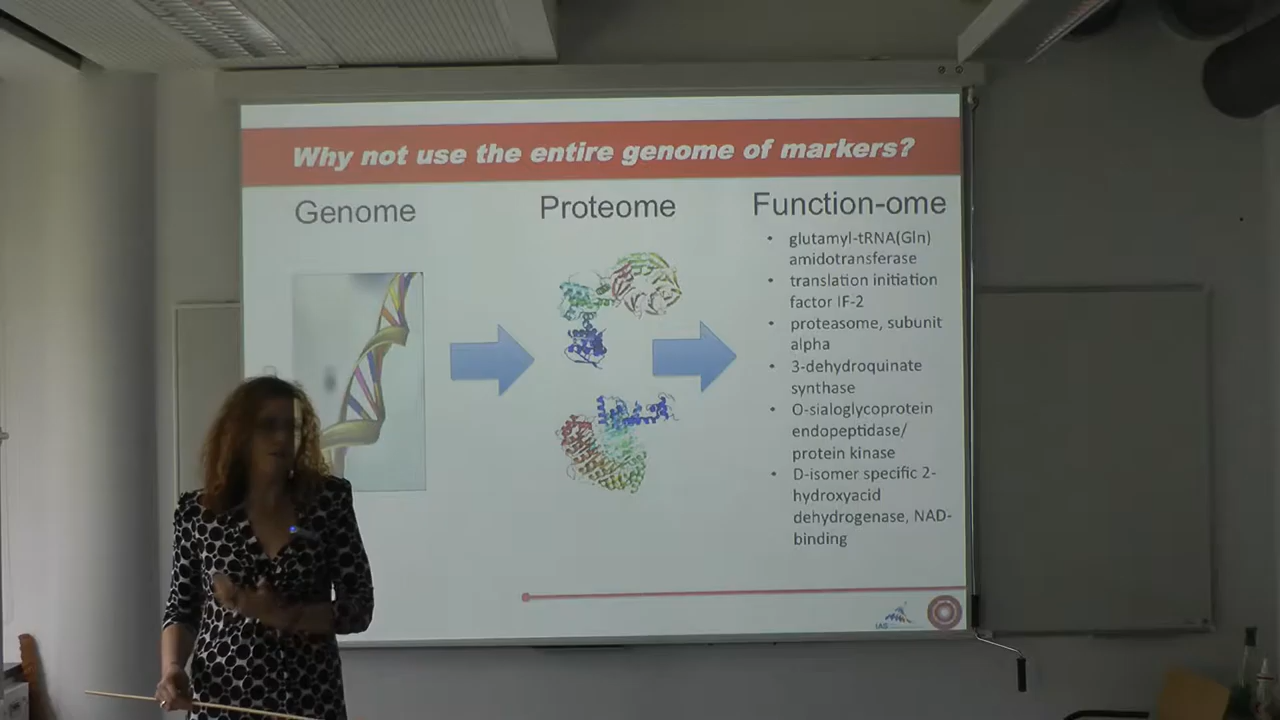 Why not use the entire genome of markers?
Genome
Proteome
Function-ome
• glutamyl-tRNA(Gln)
amidotransferase
• translation initiation
factor IF-2
• proteasome, subunit
alpha
• 3-dehydroquinate
synthase
• O-sialoglycoprotein
endopeptidase/
protein kinase
• D-isomer specific 2-
hydroxyacid
dehydrogenase, NAD-
binding
IAS